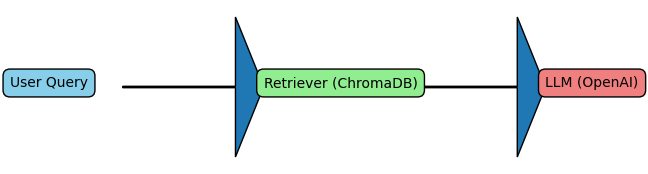 User Query
Retriever (ChromaDB)
LLM (OpenAI)